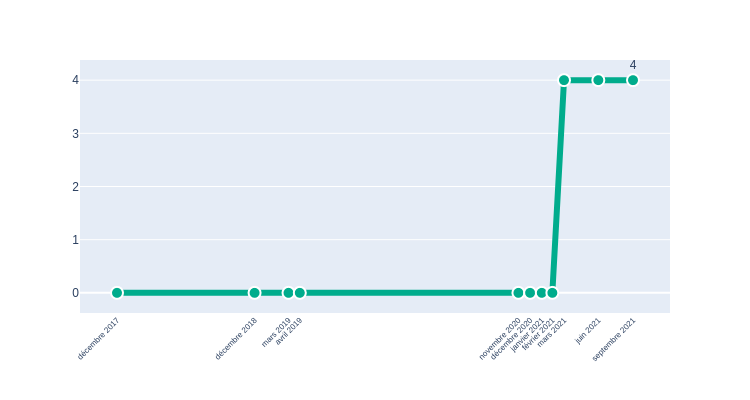 4
4
3
2
1
0
décembre 2017
décembre 2018
mars 2019
avril 2019
novembre 2020
décembre 2020
janvier 2021
février 2021
mars 2021
juin 2021
septembre 2021